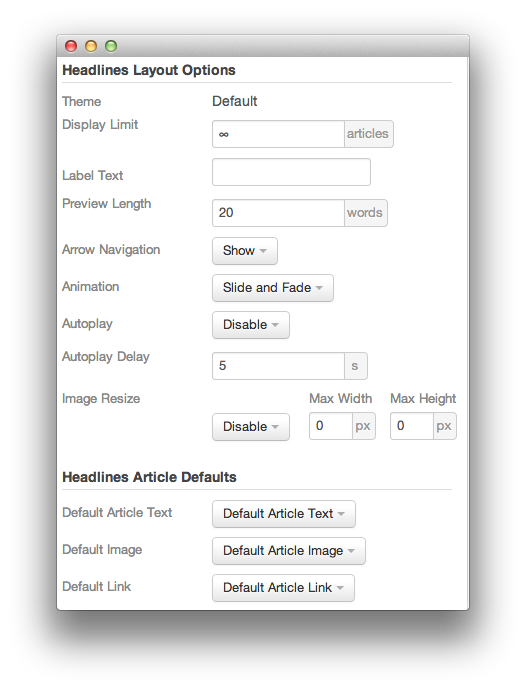 Headlines Layout Options
Theme Default
Display Limit ∞ articles
Label Text
Preview Length 20 words
Arrow Navigation Show
Animation Slide and Fade
Autoplay Disable
Autoplay Delay 5 s
Image Resize Max Width Max Height
Disable 0 px 0 px
Headlines Article Defaults
Default Article Text Default Article Text
Default Image Default Article Image
Default Link Default Article Link